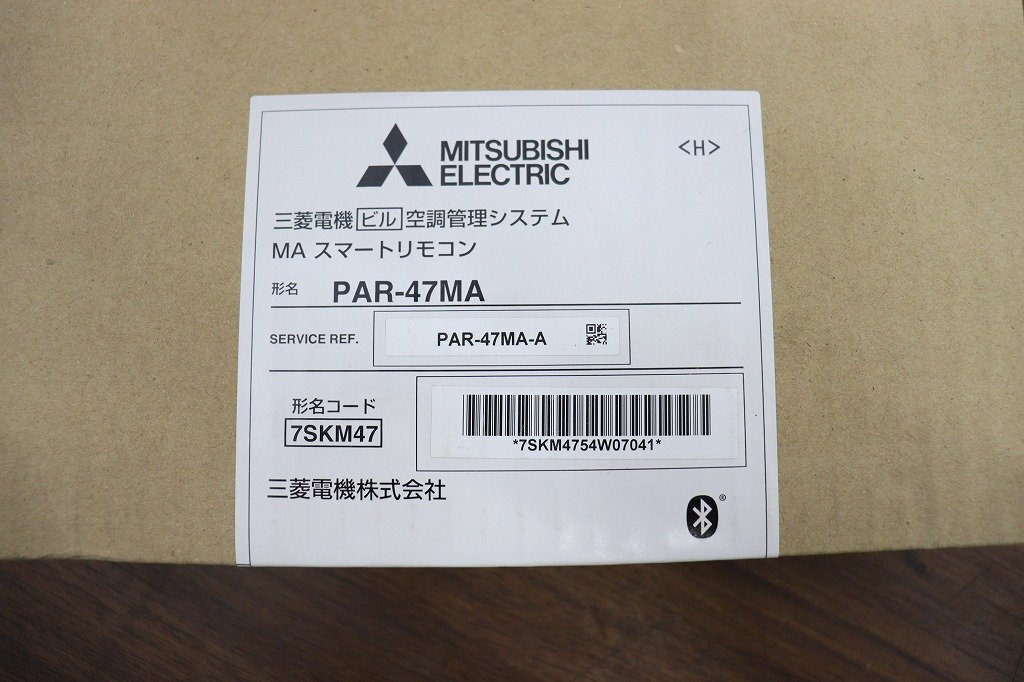 MITSUBISHI
ELECTRIC
<H>
三菱電機 ビル 空調管理システム
MA スマートリモコン
形名 PAR-47MA
SERVICE REF. PAR-47MA-A
形名コード
7SKM47
*7SKM4754W07041*
三菱電機株式会社
®